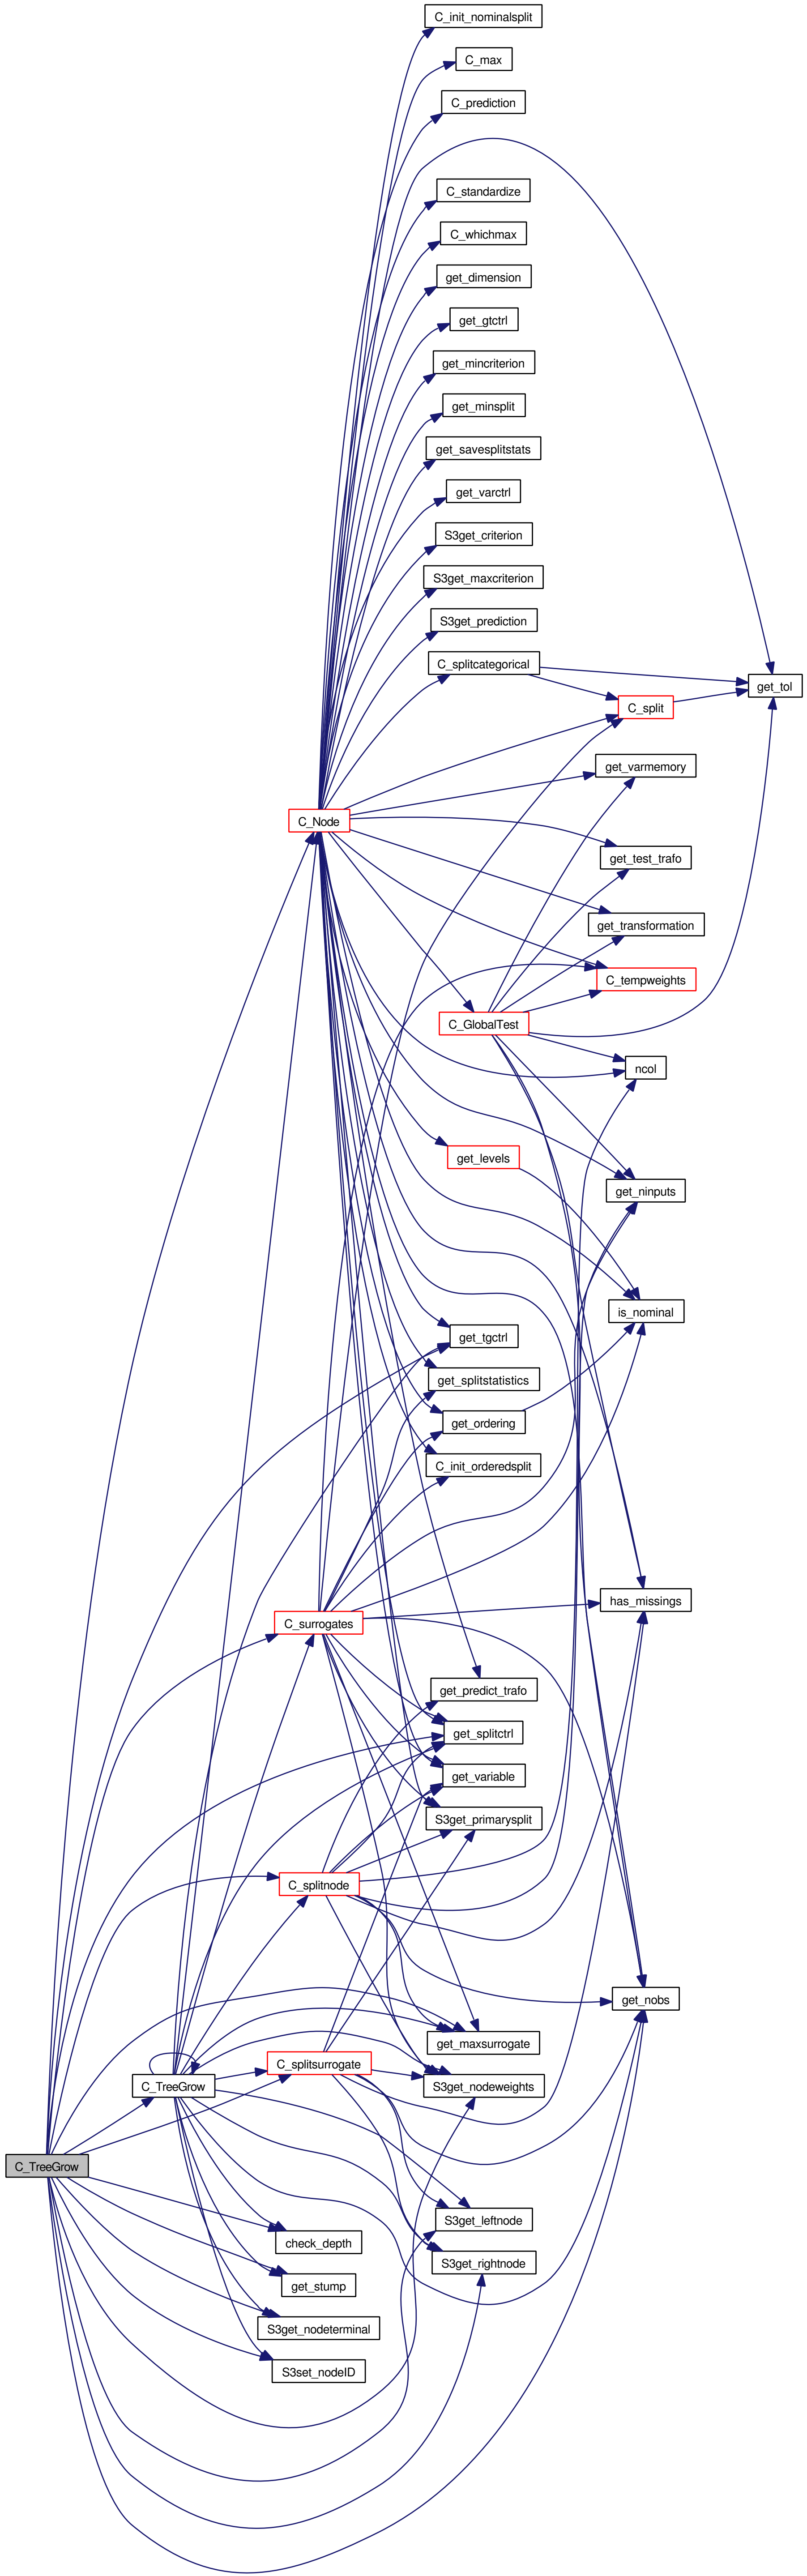 C_init_nominalsplit
C_max
C_prediction
C_standardize
C_whichmax
get_dimension
get_gtctrl
get_mincriterion
get_minsplit
get_savesplitstats
get_varctrl
S3get_criterion
S3get_maxcriterion
S3get_prediction
C_splitcategorical
get_tol
C_split
get_varmemory
C_Node
get_test_trafo
get_transformation
C_tempweights
C_GlobalTest
ncol
get_levels
get_ninputs
is_nominal
get_tgctrl
get_splitstatistics
get_ordering
C_init_orderedsplit
has_missings
C_surrogates
get_predict_trafo
get_splitctrl
get_variable
S3get_primarysplit
C_splitnode
get_nobs
get_maxsurrogate
C_splitsurrogate
C_TreeGrow
S3get_nodeweights
C_TreeGrow
S3get_leftnode
check_depth
S3get_rightnode
get_stump
S3get_nodeterminal
S3set_nodeID